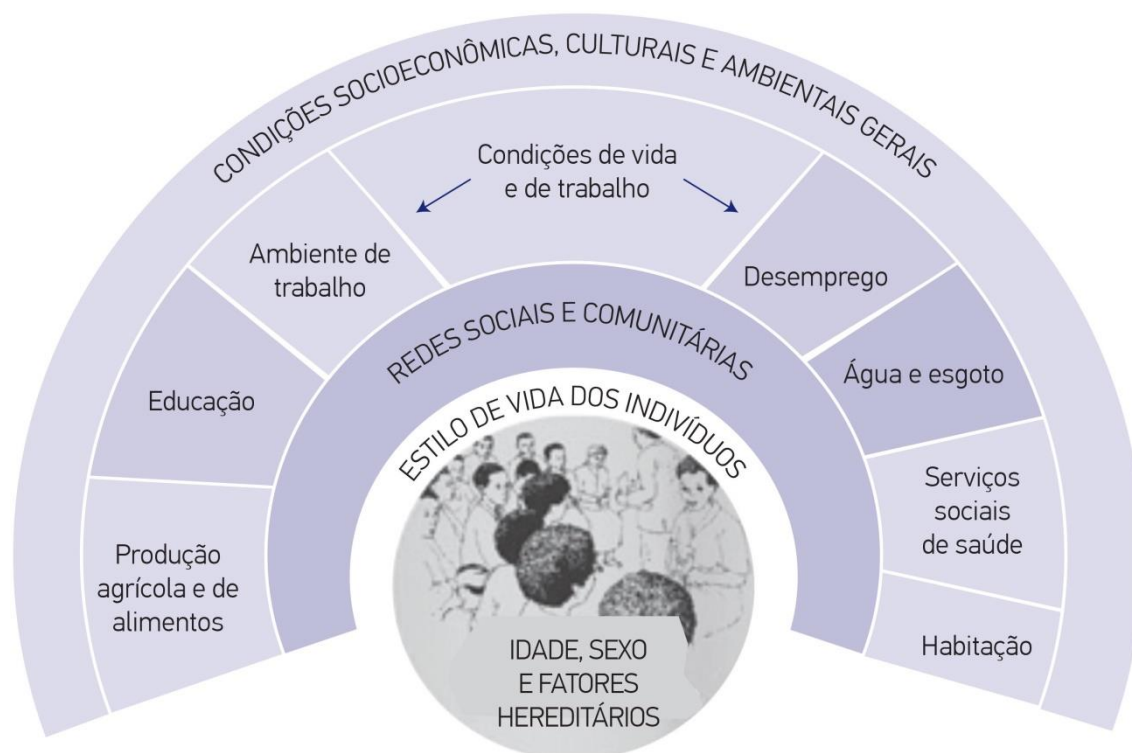 CONDIÇÕES SOCIOECONÔMICAS, CULTURAIS E AMBIENTAIS GERAIS
Condições de vida
e de trabalho
Ambiente de
trabalho
Desemprego
Educação
Água e esgoto
Produção
agrícola e de
alimentos
Serviços
sociais
de saúde
Habitação
REDES SOCIAIS E COMUNITÁRIAS
ESTILO DE VIDA DOS INDIVÍDUOS
IDADE, SEXO
E FATORES
HEREDITÁRIOS